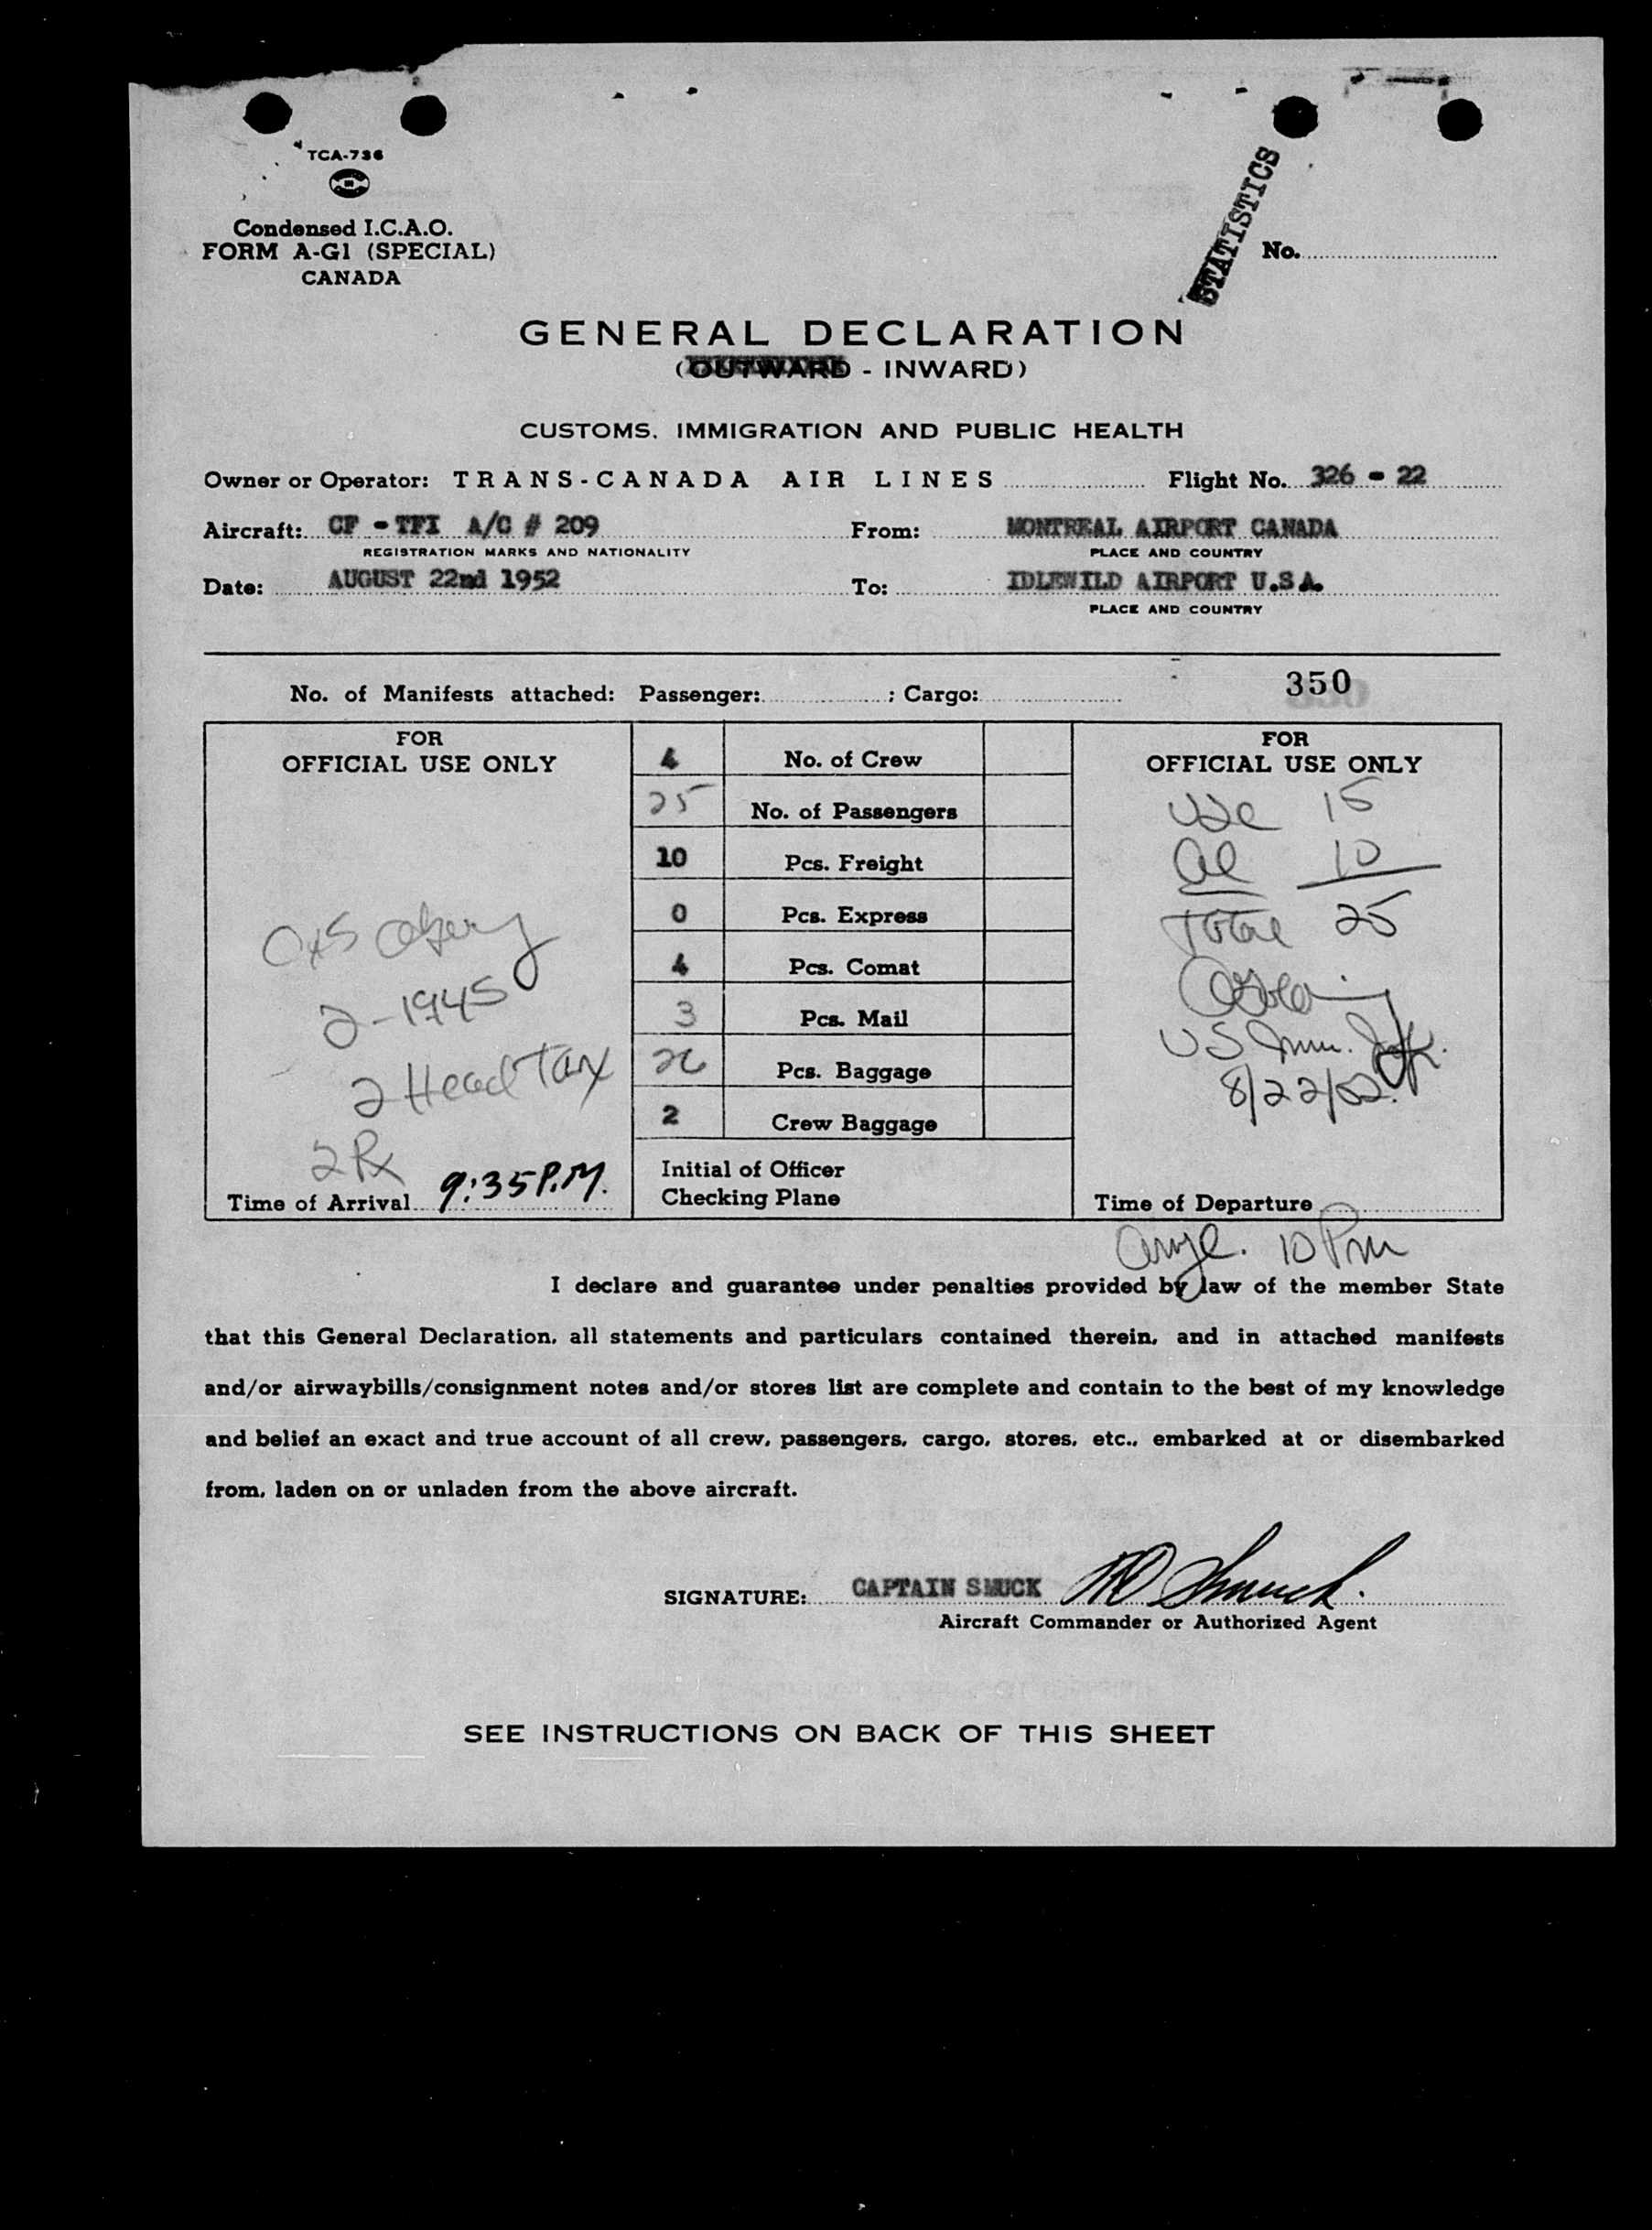 TCA-736
Condensed I.C.A.O.
FORM A-G1 (SPECIAL)
CANADA
STATISTICS
No.
GENERAL DECLARATION
(OUTWARD - INWARD)
CUSTOMS, IMMIGRATION AND PUBLIC HEALTH
Owner or Operator: TRANS-CANADA AIR LINES Flight No. 326 - 22
Aircraft: CF - TFI A/C # 209 From: MONTREAL AIRPORT CANADA
REGISTRATION MARKS AND NATIONALITY PLACE AND COUNTRY
Date: AUGUST 22nd 1952 To: IDLEWILD AIRPORT U.S.A.
PLACE AND COUNTRY
350
No. of Manifests attached: Passenger: ; Cargo:
FOR
OFFICIAL USE ONLY
2-1945
2 Head Tax
2 Rx
Time of Arrival 9:35 P.M.
4 No. of Crew
25 No. of Passengers
10 Pcs. Freight
0 Pcs. Express
4 Pcs. Comat
3 Pcs. Mail
26 Pcs. Baggage
2 Crew Baggage
Initial of Officer
Checking Plane
FOR
OFFICIAL USE ONLY
USC 15
al 10
Total 25
US Imm.
8/22/52.
Time of Departure
10 Pm
I declare and guarantee under penalties provided by law of the member State
that this General Declaration, all statements and particulars contained therein, and in attached manifests
and/or airwaybills/consignment notes and/or stores list are complete and contain to the best of my knowledge
and belief an exact and true account of all crew, passengers, cargo, stores, etc., embarked at or disembarked
from, laden on or unladen from the above aircraft.
SIGNATURE: CAPTAIN SMUCK
Aircraft Commander or Authorized Agent
SEE INSTRUCTIONS ON BACK OF THIS SHEET